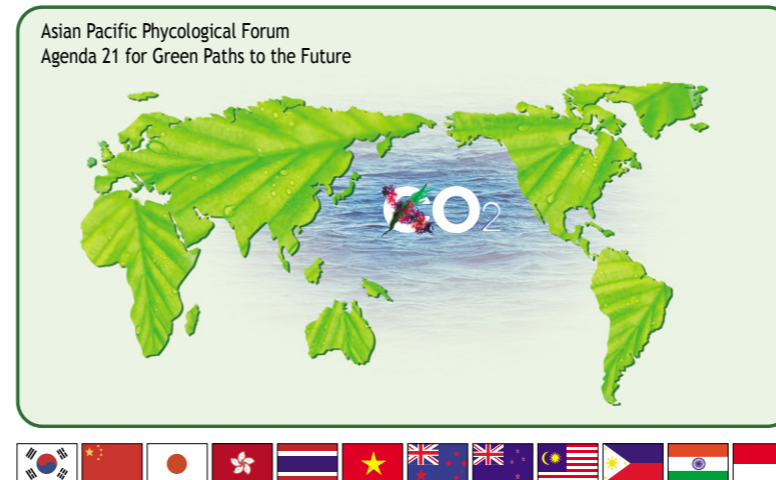 Asian Pacific Phycological Forum
Agenda 21 for Green Paths to the Future
CO2